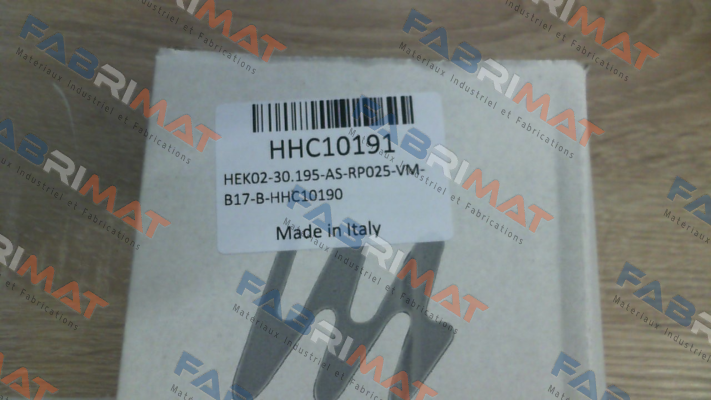 HHC10191
HEK02-30.195-AS-RP025-VM-
B17-B-HHC10190
Made in Italy
FABRIMAT
Materiaux Industriel et Fabrications